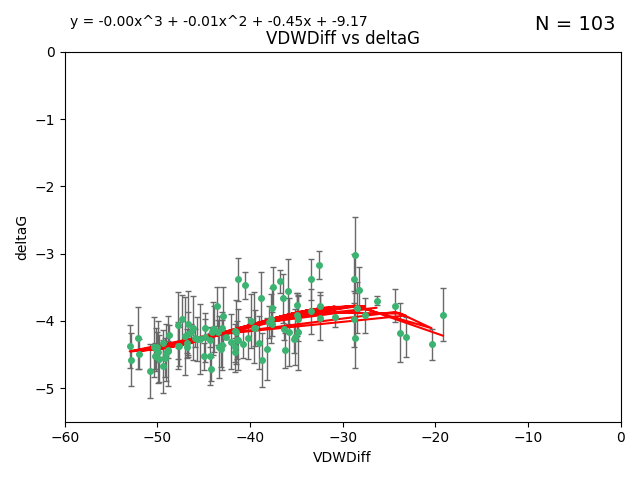 y = -0.00x^3 + -0.01x^2 + -0.45x + -9.17
N = 103
VDWDiff vs deltaG
0
−1
−2
−3
−4
−5
deltaG
−60
−50
−40
−30
−20
−10
0
VDWDiff